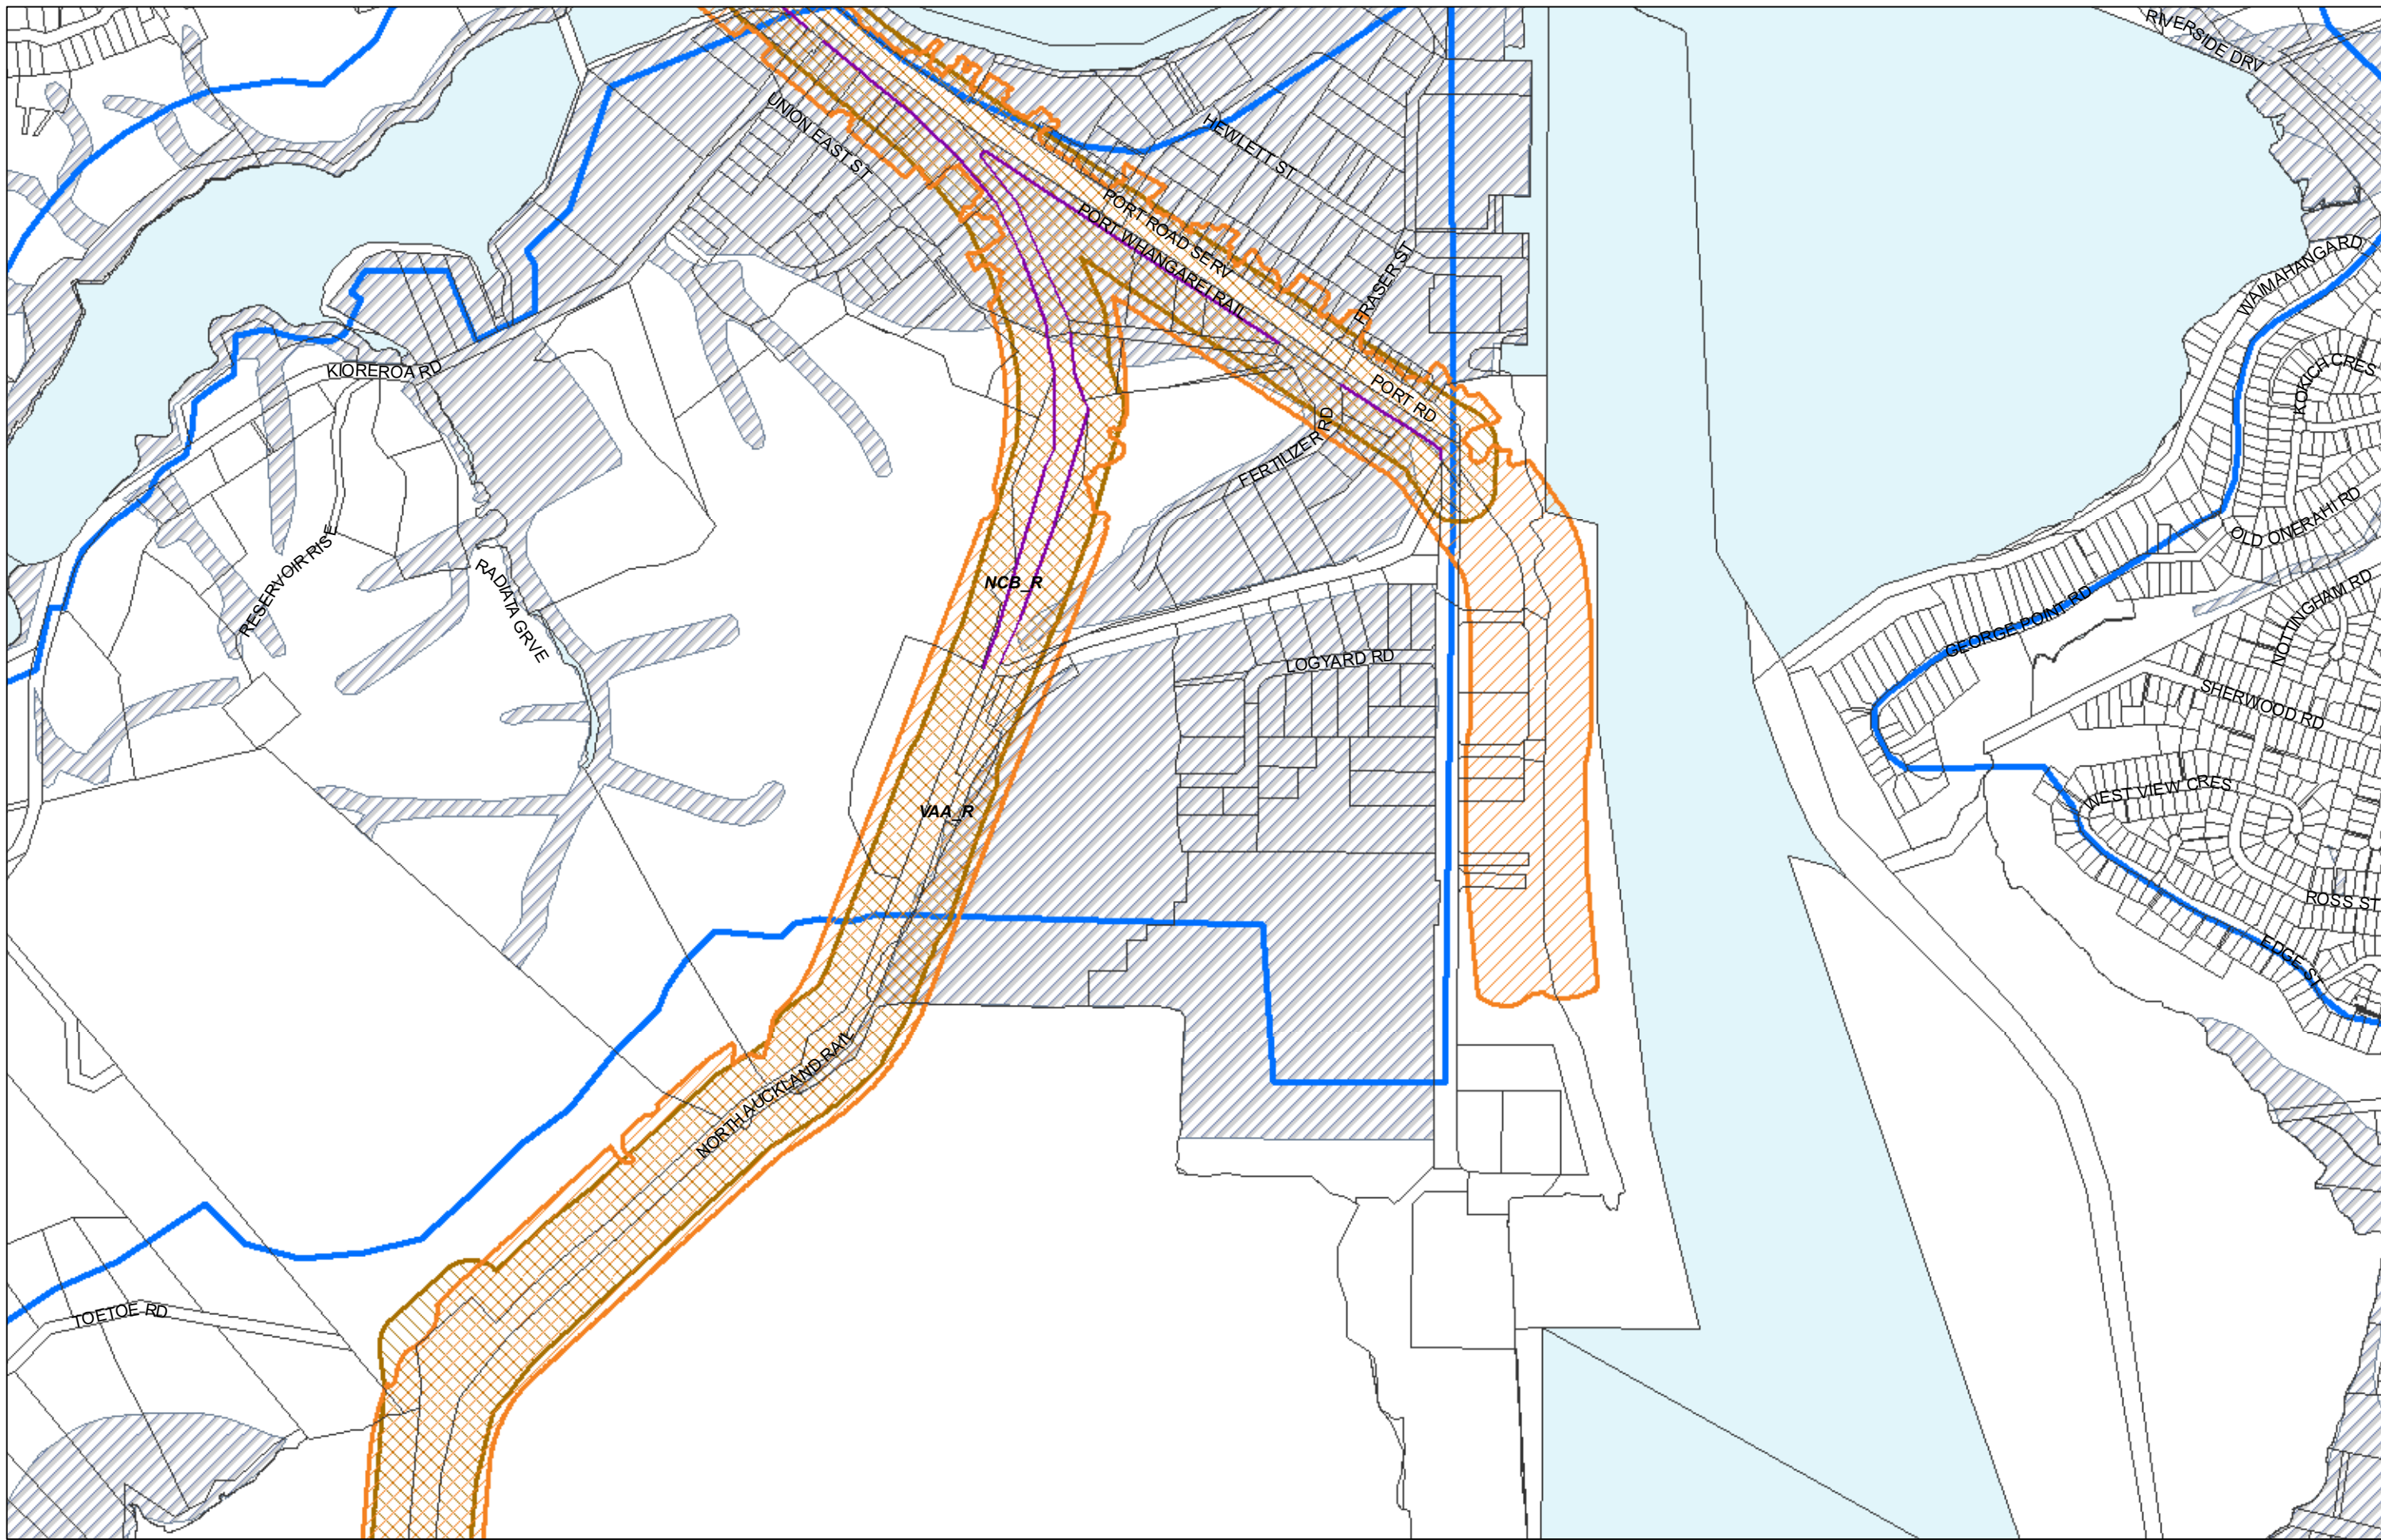 RIVERSIDE DRV
UNION EAST ST
HEWLETT ST
PORT ROAD SERV
PORT WHANGAREI RAIL
FRASER ST
WAIMAHANGARD
KIOREROA RD
KOKICH CRES
PORT RD
FERTILIZER RD
OLD ONERAHI RD
RESERVOIR RISE
RADIATA GRVE
NCB_R
NOTTINGHAM RD
GEORGE POINT RD
LOGYARD RD
SHERWOOD RD
WEST VIEW CRES
VAA_R
ROSS ST
EDGE ST
NORTH AUCKLAND RAIL
TOETOE RD